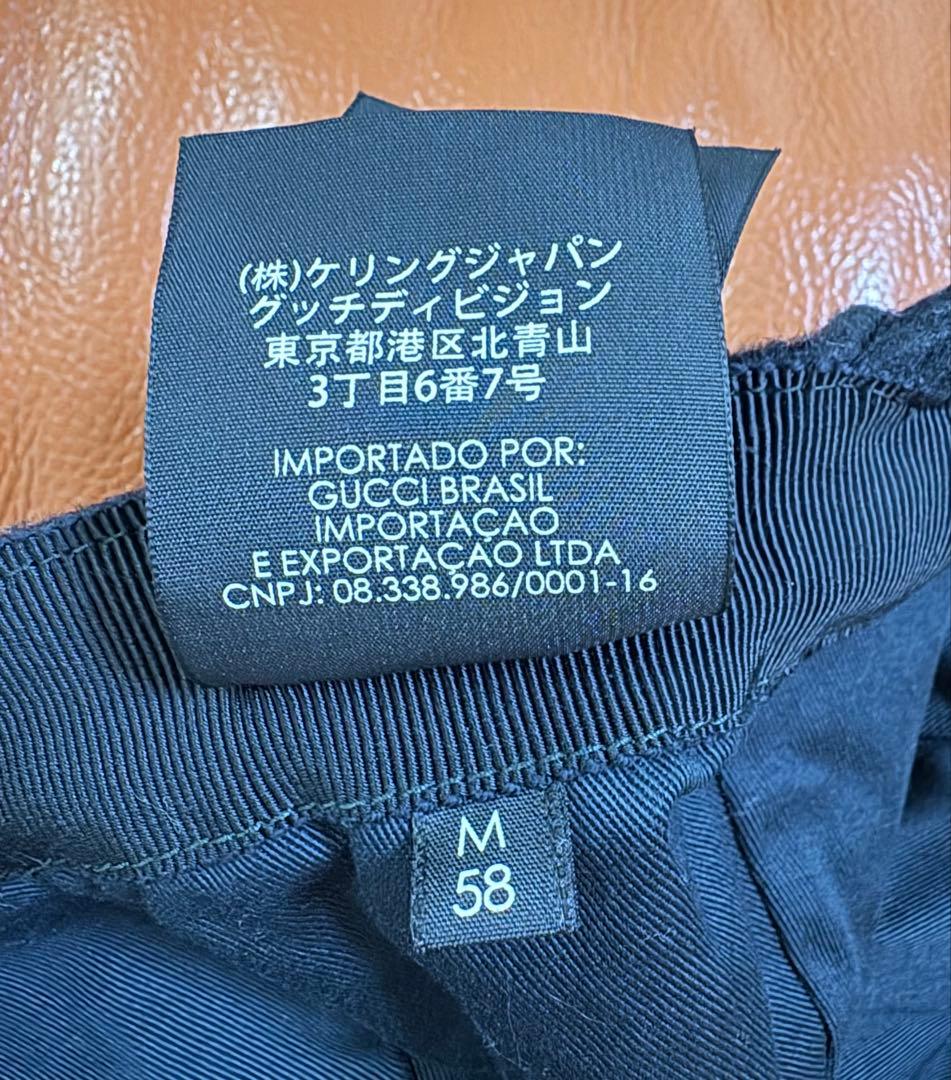 (株)ケリングジャパン
グッチディビジョン
東京都港区北青山
3丁目6番7号
IMPORTADO POR:
GUCCI BRASIL
IMPORTAÇAO
E EXPORTAÇAO LTDA
CNPJ: 08.338.986/0001-16
M
58